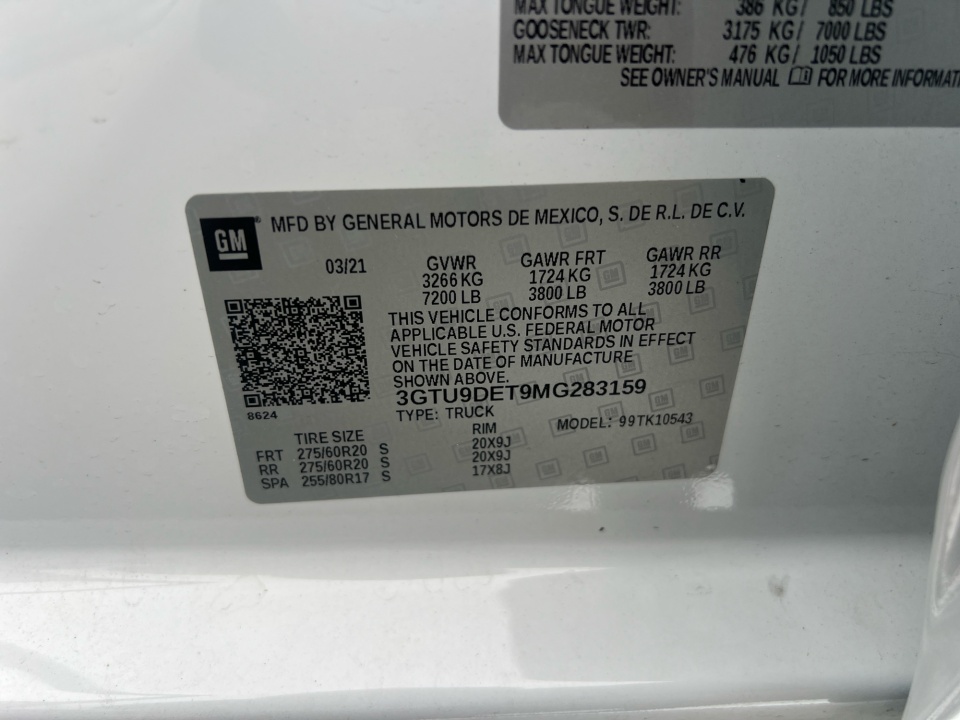 MAX TONGUE WEIGHT: 386 KG/ 850 LBS
GOOSENECK TWR: 3175 KG/ 7000 LBS
MAX TONGUE WEIGHT: 476 KG/ 1050 LBS
SEE OWNER'S MANUAL FOR MORE INFORMATI
GM ® MFD BY GENERAL MOTORS DE MEXICO, S. DE R.L. DE C.V.
03/21 GVWR GAWR FRT GAWR RR
3266 KG 1724 KG 1724 KG
7200 LB 3800 LB 3800 LB
THIS VEHICLE CONFORMS TO ALL
APPLICABLE U.S. FEDERAL MOTOR
VEHICLE SAFETY STANDARDS IN EFFECT
ON THE DATE OF MANUFACTURE
SHOWN ABOVE.
3GTU9DET9MG283159
8624 TYPE: TRUCK MODEL: 99TK10543
TIRE SIZE RIM
FRT 275/60R20 S 20X9J
RR 275/60R20 S 20X9J
SPA 255/80R17 S 17X8J